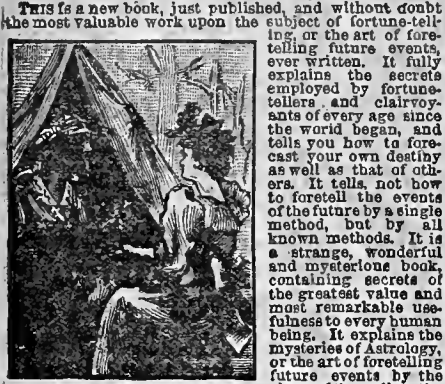 THIS is a new book, just published, and without doubt
the most valuable work upon the subject of fortune-tell-
ing, or the art of fore-
telling future events,
ever written. It fully
explains the secrets
employed by fortune-
tellers and clairvoy-
ants of every age since
the world began, and
tells you how to fore-
cast your own destiny
as well as that of oth-
ers. It tells, not how
to foretell the events
of the future by a single
method, but by all
known methods. It is
a strange, wonderful
and mysterious book,
containing secrets of
the greatest value and
most remarkable use-
fulness to every human
being. It explains the
mysteries of Astrology,
or the art of foretelling
future events by the